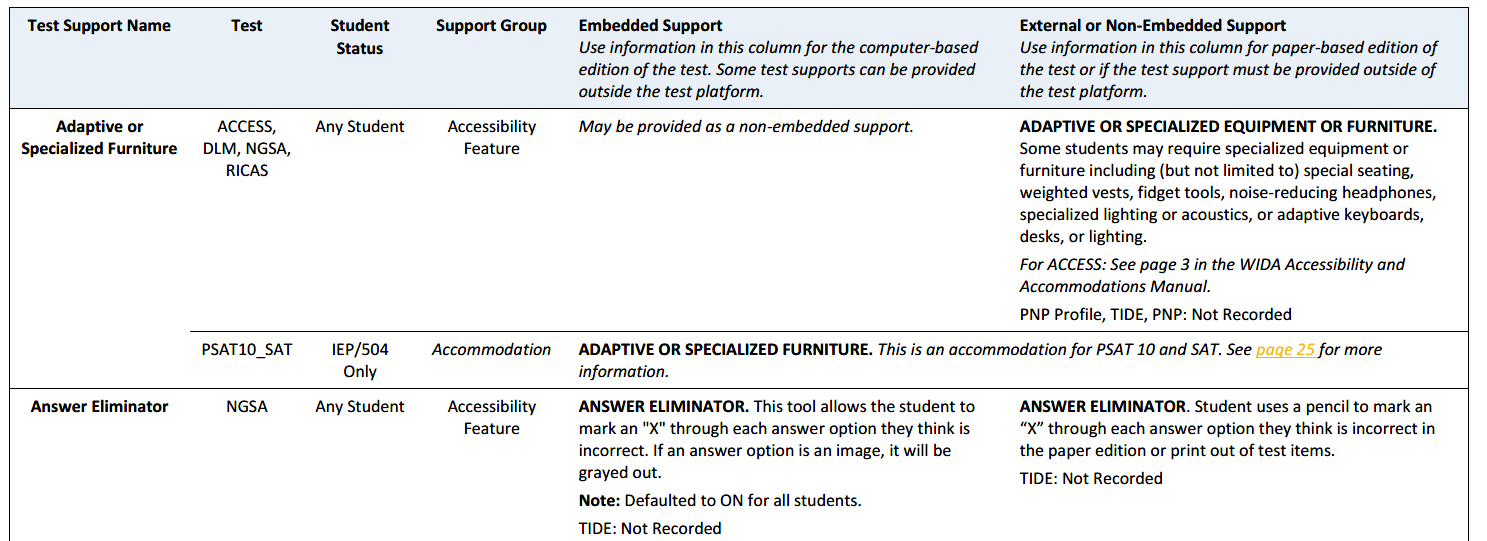 Test Support Name
Test
Student
Status
Support Group
Embedded Support
Use information in this column for the computer-based
edition of the test. Some test supports can be provided
outside the test platform.
External or Non-Embedded Support
Use information in this column for paper-based edition of
the test or if the test support must be provided outside of
the test platform.
Adaptive or
Specialized Furniture
ACCESS,
DLM, NGSA,
RICAS
Any Student
Accessibility
Feature
May be provided as a non-embedded support.
ADAPTIVE OR SPECIALIZED EQUIPMENT OR FURNITURE.
Some students may require specialized equipment or
furniture including (but not limited to) special seating,
weighted vests, fidget tools, noise-reducing headphones,
specialized lighting or acoustics, or adaptive keyboards,
desks, or lighting.
For ACCESS: See page 3 in the WIDA Accessibility and
Accommodations Manual.
PNP Profile, TIDE, PNP: Not Recorded
PSAT10_SAT
IEP/504
Only
Accommodation
ADAPTIVE OR SPECIALIZED FURNITURE. This is an accommodation for PSAT 10 and SAT. See page 25 for more
information.
Answer Eliminator
NGSA
Any Student
Accessibility
Feature
ANSWER ELIMINATOR. This tool allows the student to
mark an "X" through each answer option they think is
incorrect. If an answer option is an image, it will be
grayed out.
Note: Defaulted to ON for all students.
TIDE: Not Recorded
ANSWER ELIMINATOR. Student uses a pencil to mark an
“X” through each answer option they think is incorrect in
the paper edition or print out of test items.
TIDE: Not Recorded